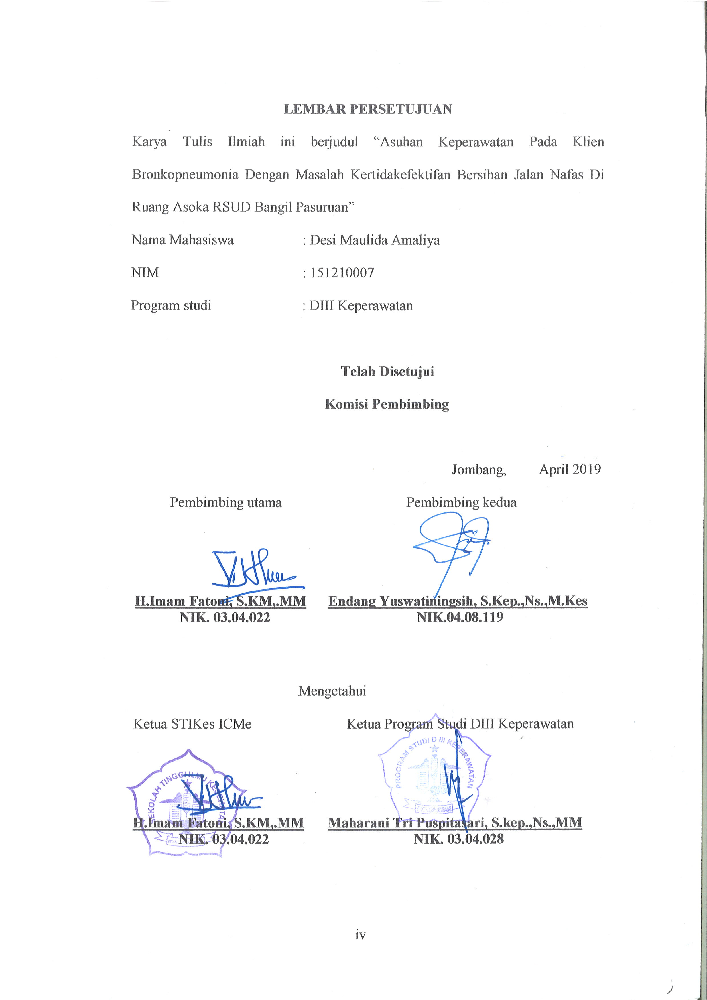 LEMBAR PERSETUJUAN
Karya Tulis Ilmiah ini berjudul “Asuhan Keperawatan Pada Klien
Bronkopneumonia Dengan Masalah Kertidakefektifan Bersihan Jalan Nafas Di
Ruang Asoka RSUD Bangil Pasuruan”
Nama Mahasiswa : Desi Maulida Amaliya
NIM : 151210007
Program studi : DIII Keperawatan
Telah Disetujui
Komisi Pembimbing
Jombang, April 2019
Pembimbing utama Pembimbing kedua
H.Imam Fatoni, S.KM,.MM Endang Yuswatiningsih, S.Kep.,Ns.,M.Kes
NIK. 03.04.022 NIK.04.08.119
Mengetahui
Ketua STIKes ICMe Ketua Program Studi DIII Keperawatan
SEKOLAH TINGGI ILMU KESEHATAN PROGRAM STUDI D III KEPERAWATAN
H.Imam Fatoni, S.KM,.MM Maharani Tri Puspitasari, S.kep.,Ns.,MM
NIK. 03.04.022 NIK. 03.04.028
iv